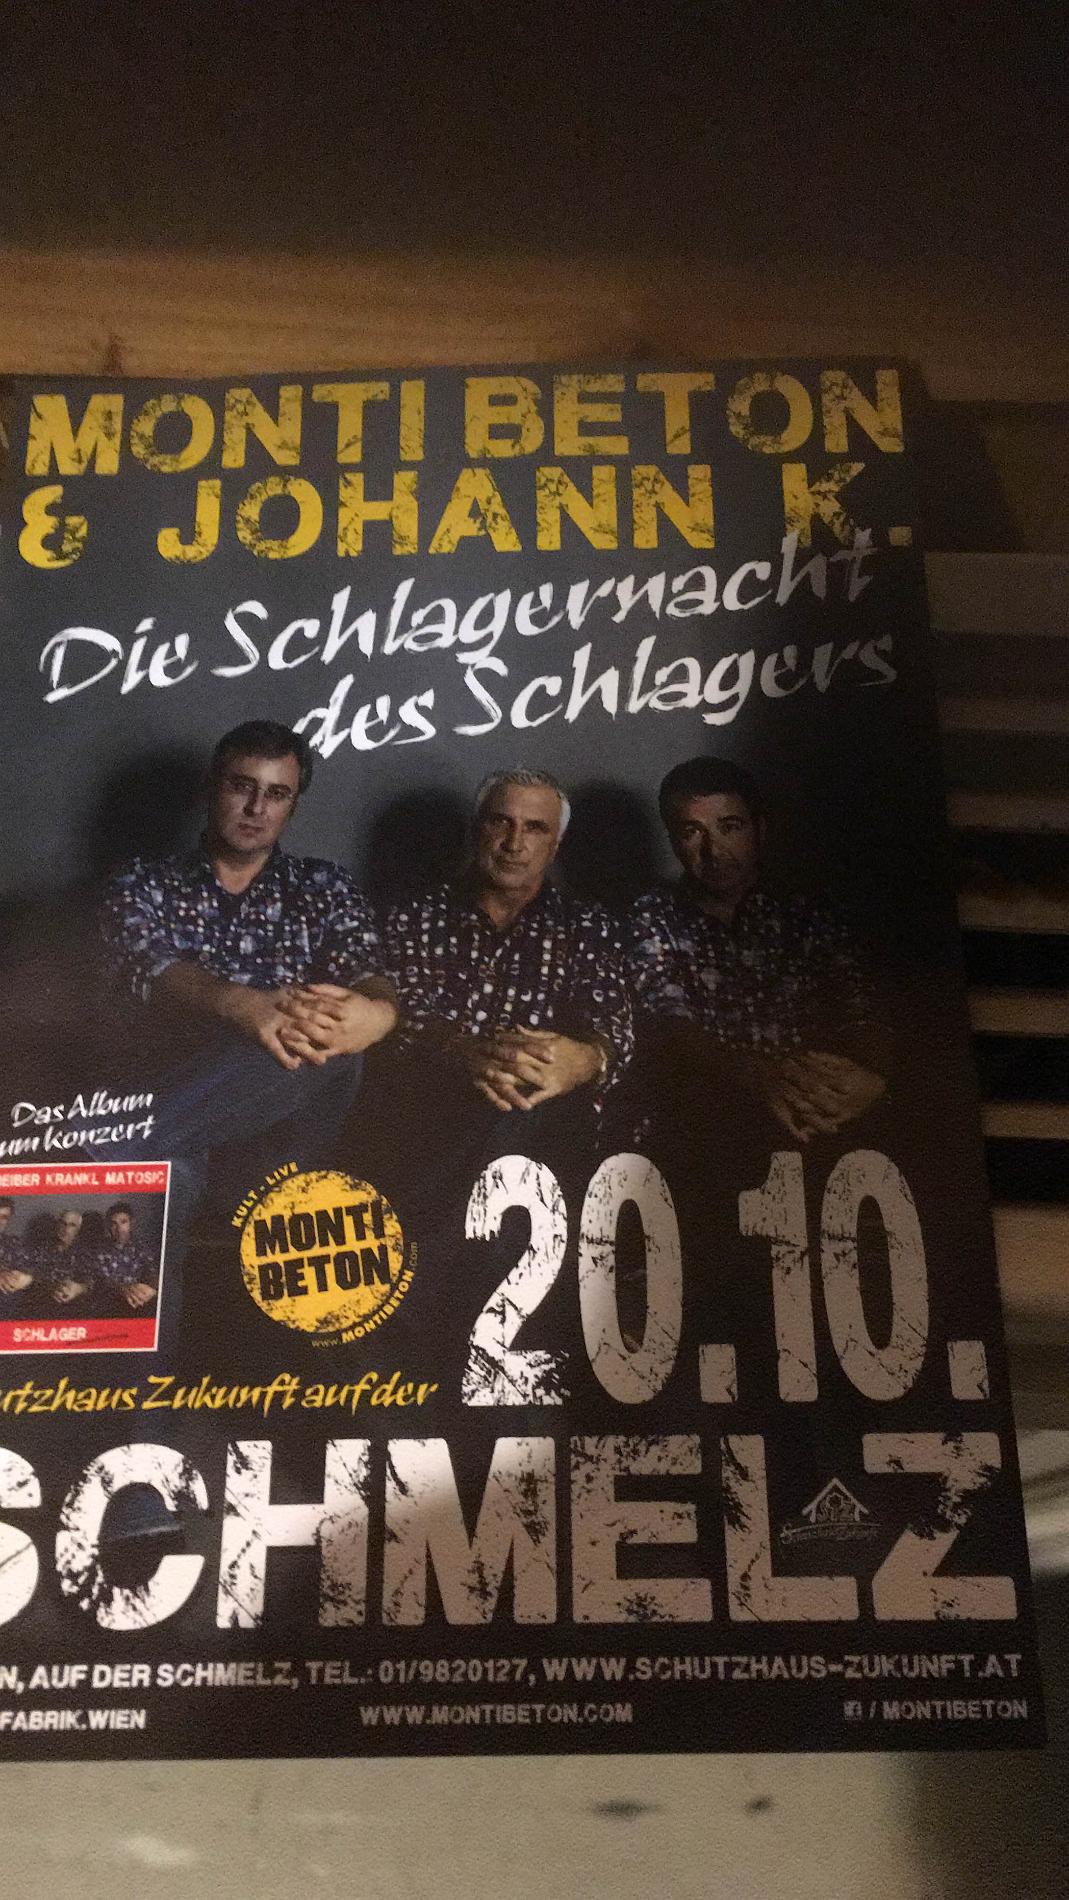 MONTI BETON
& JOHANN K.
Die Schlagernacht
des Schlagers
Das Album
um Konzert
EIBER KRANKL MATOSIC
SCHLAGER
KULT - LIVE
MONTI
BETON
www.MONTIBETON.com
20.10.
utzhaus Zukunft auf der
SCHMELZ
N, AUF DER SCHMELZ, TEL.: 01/9820127, WWW.SCHUTZHAUS-ZUKUNFT.AT
FABRIK.WIEN
WWW.MONTIBETON.COM
f / MONTIBETON